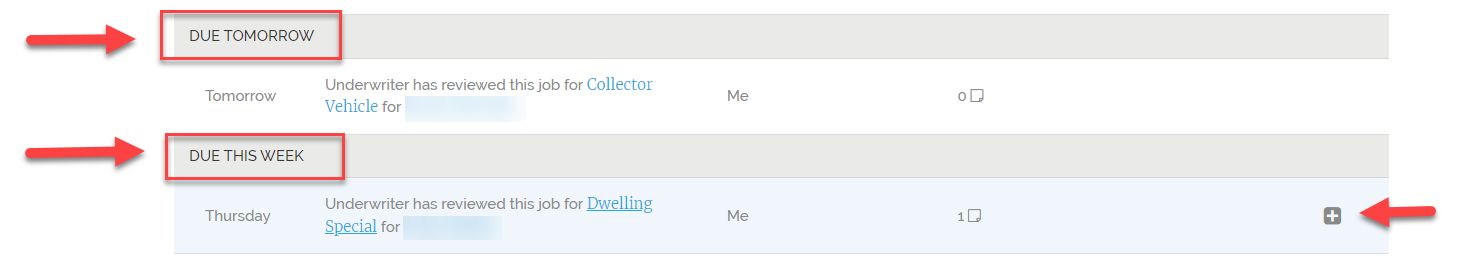 DUE TOMORROW
Tomorrow
Underwriter has reviewed this job for Collector
Vehicle for
Me
0
DUE THIS WEEK
Thursday
Underwriter has reviewed this job for Dwelling
Special for
Me
1